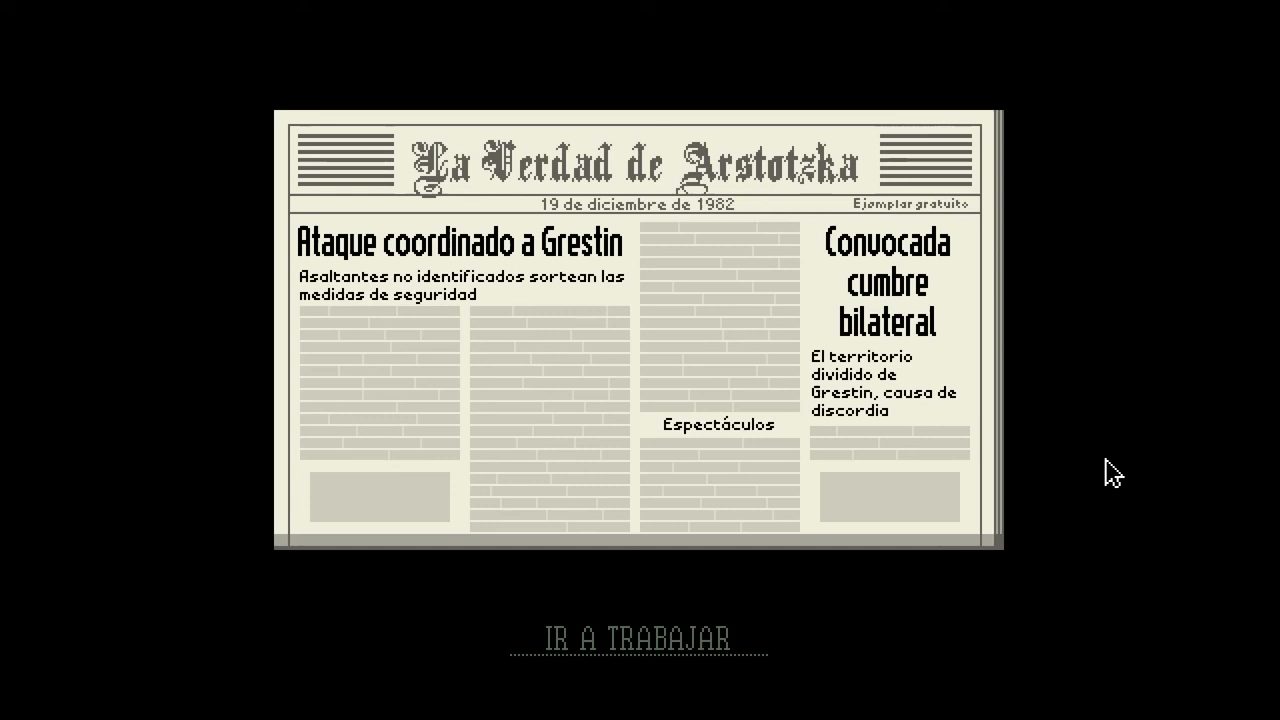 La Verdad de Arstotzka
19 de diciembre de 1982
Ejemplar gratuito
Ataque coordinado a Grestin
Asaltantes no identificados sortean las
medidas de seguridad
Espectáculos
Convocada
cumbre
bilateral
El territorio
dividido de
Grestin, causa de
discordia
IR A TRABAJAR